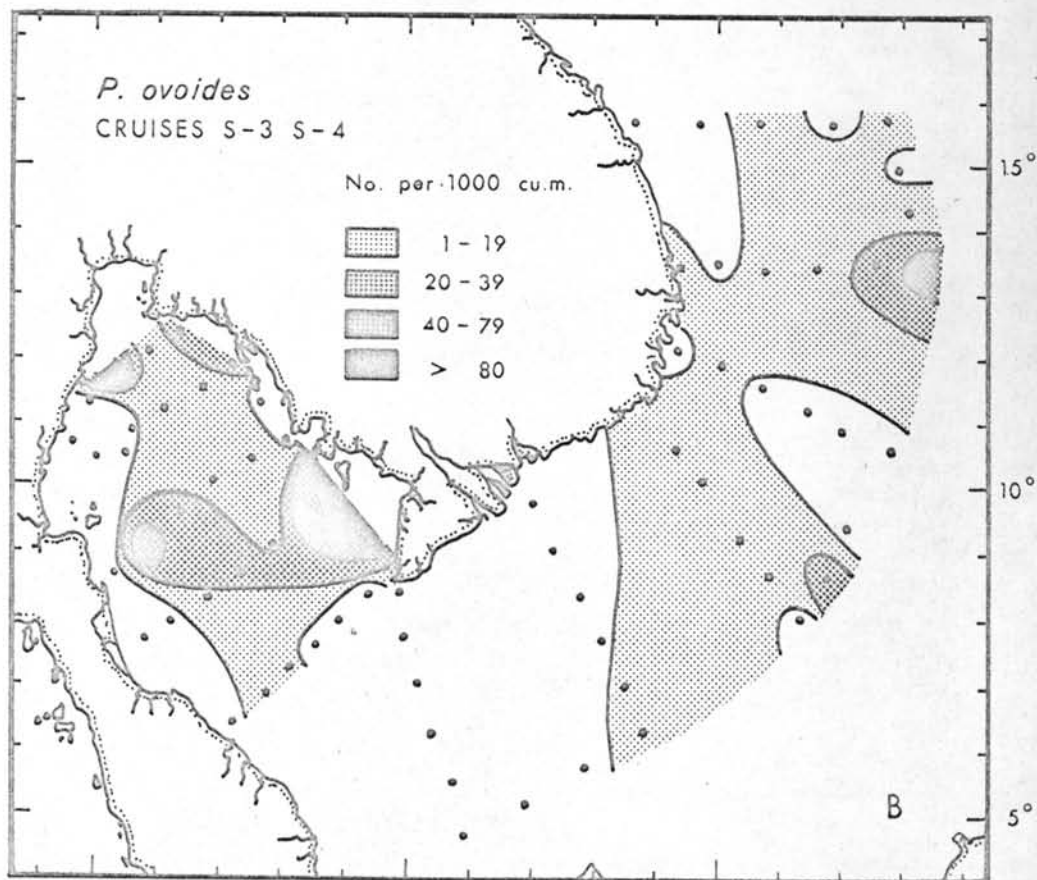 P. ovoides
CRUISES S-3 S-4
No. per 1000 cu.m.
1 - 19
20 - 39
40 - 79
> 80
15°
10°
5°
B